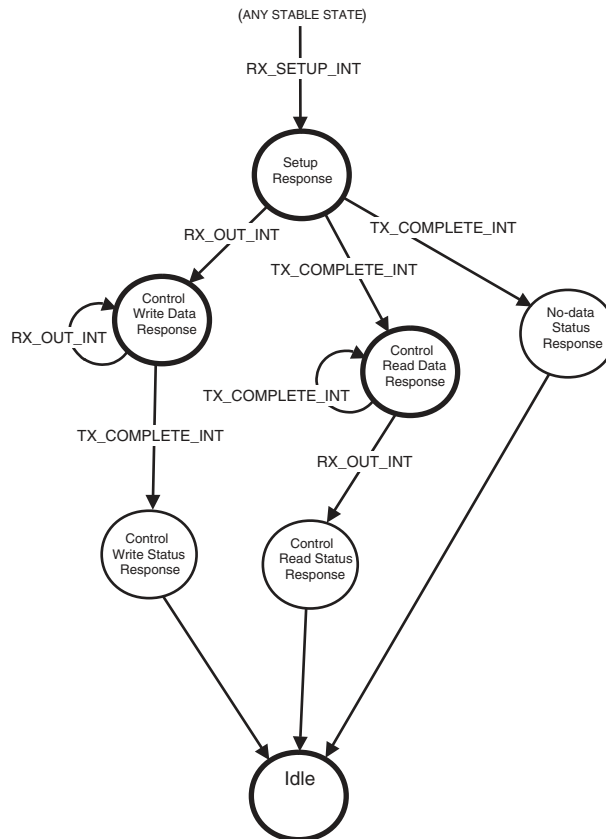 (ANY STABLE STATE)
RX_SETUP_INT
Setup
Response
RX_OUT_INT
TX_COMPLETE_INT
TX_COMPLETE_INT
Control
Write Data
Response
RX_OUT_INT
No-data
Status
Response
Control
Read Data
Response
TX_COMPLETE_INT
TX_COMPLETE_INT
RX_OUT_INT
Control
Write Status
Response
Control
Read Status
Response
Idle